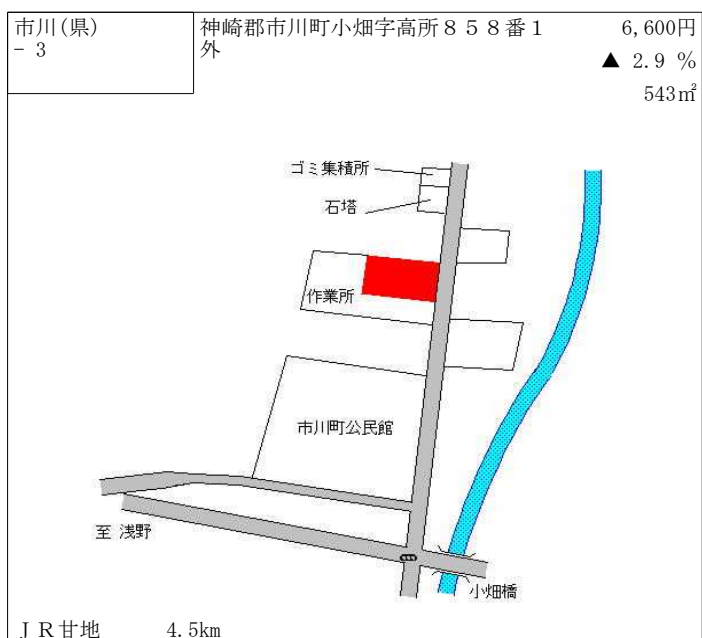 市川(県)
- 3
神崎郡市川町小畑字高所８５８番１
外
6,600円
▲ 2.9 %
543㎡
ゴミ集積所
石塔
作業所
市川町公民館
至 浅野
小畑橋
ＪＲ甘地 4.5km